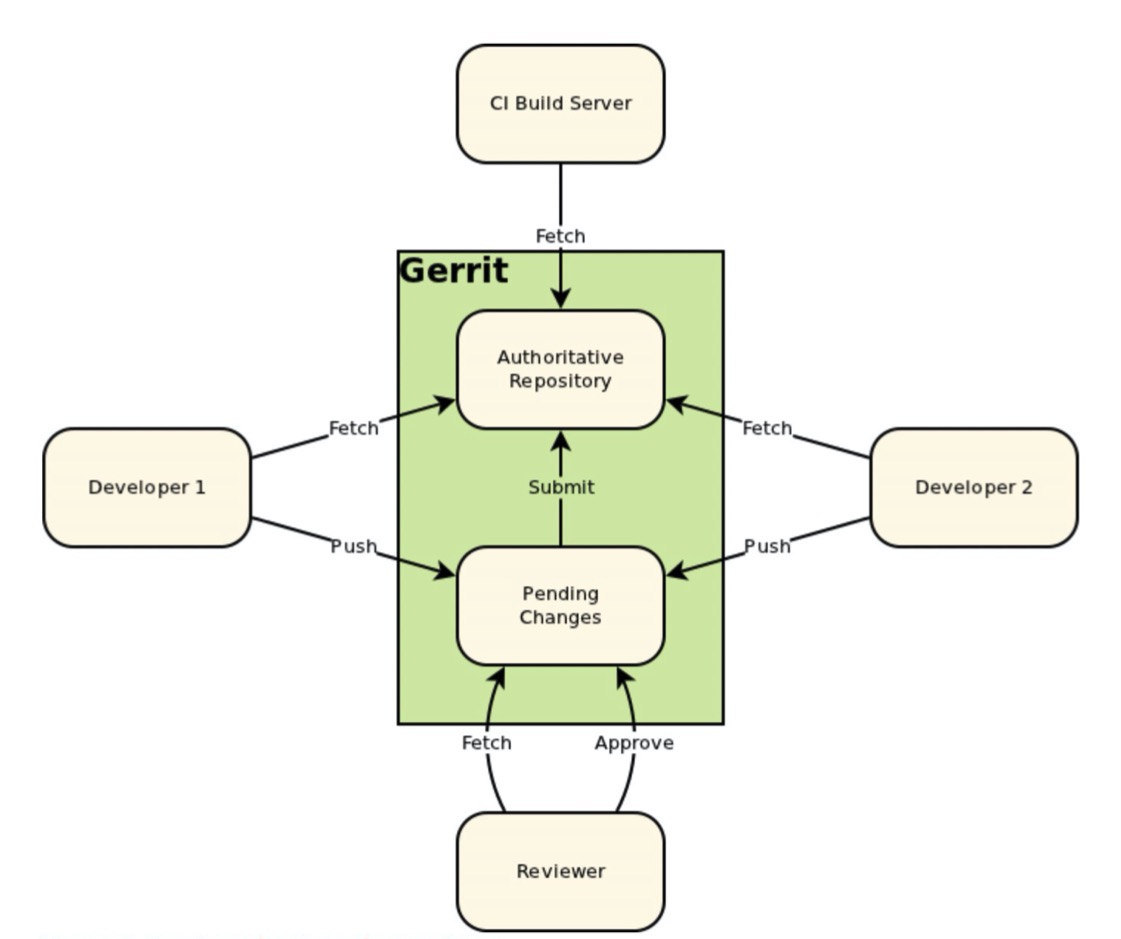 CI Build Server
Fetch
Gerrit
Authoritative
Repository
Fetch
Fetch
Developer 1
Submit
Developer 2
Push
Push
Pending
Changes
Fetch
Approve
Reviewer